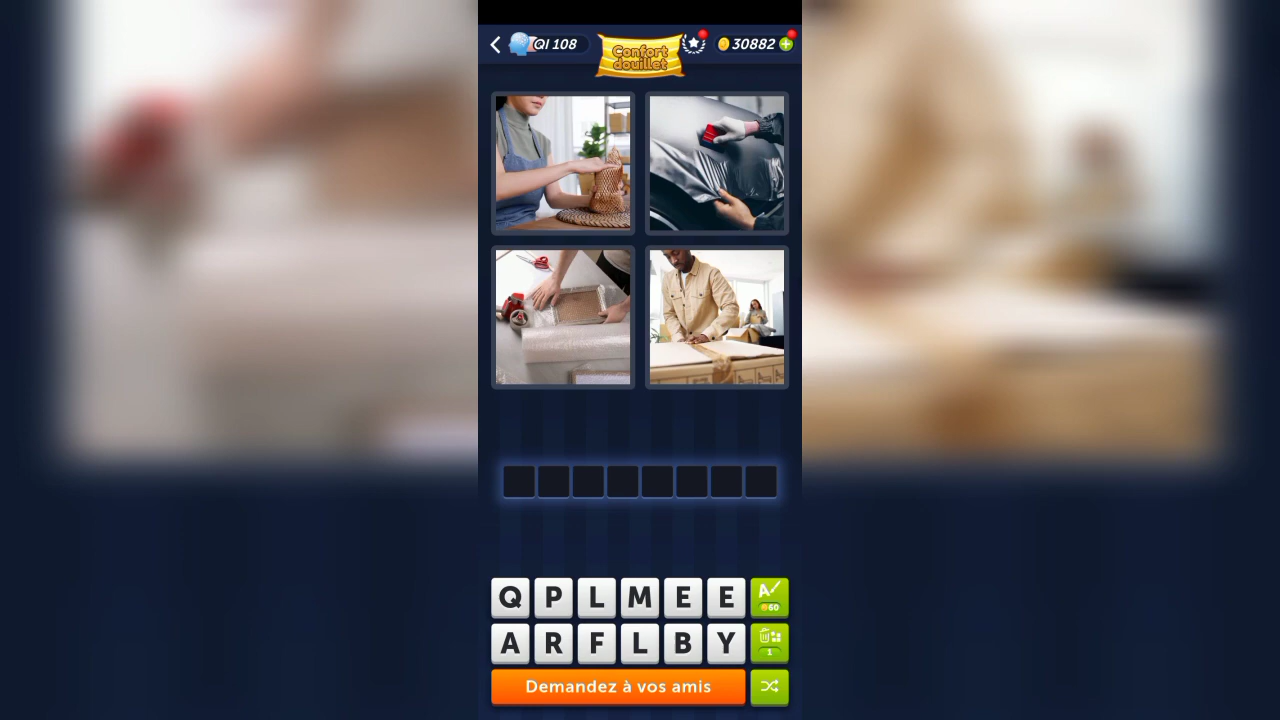 QI 108
Confort
douillet
30882
Q P L M E E
60
A R F L B Y
1
Demandez à vos amis